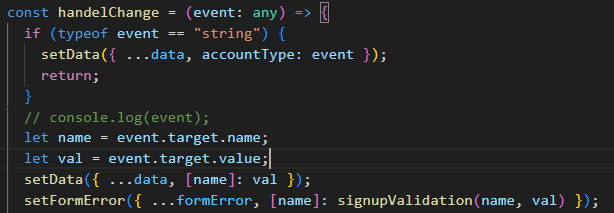 const handelChange = (event: any) => {
if (typeof event == "string") {
setData({ ...data, accountType: event });
return;
}
// console.log(event);
let name = event.target.name;
let val = event.target.value;
setData({ ...data, [name]: val });
setFormError({ ...formError, [name]: signupValidation(name, val) });